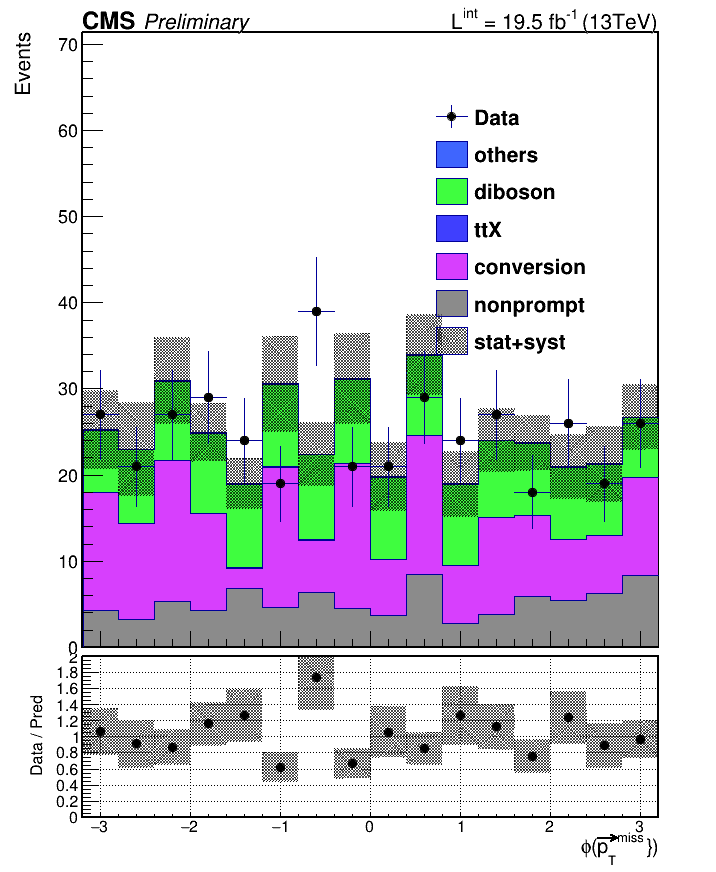 CMS Preliminary L^int = 19.5 fb^-1 (13TeV)
Events
70
60
50
40
30
20
10
0
Data
others
diboson
ttX
conversion
nonprompt
stat+syst
Data / Pred
2
1.8
1.6
1.4
1.2
1
0.8
0.6
0.4
0.2
0
−3 −2 −1 0 1 2 3
ϕ(p_T^miss })